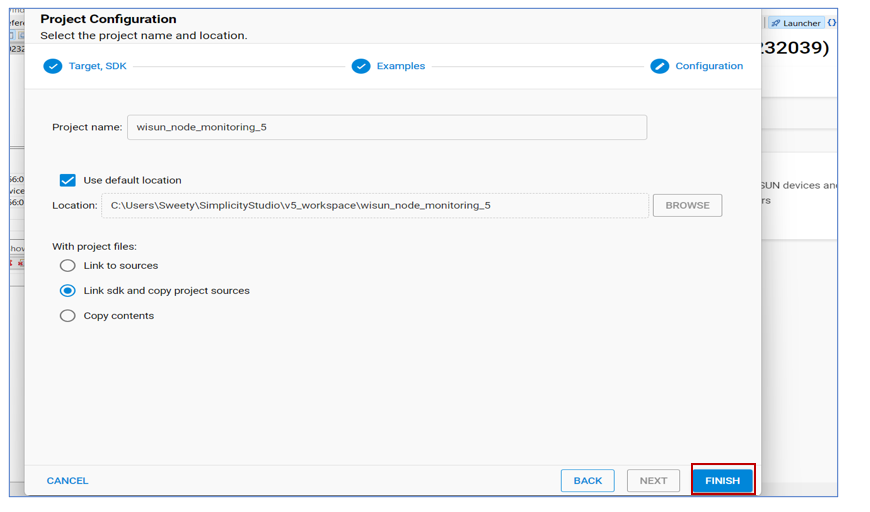 Project Configuration
Select the project name and location.
Launcher
232039)
Target, SDK
Examples
Configuration
Project name: wisun_node_monitoring_5
Use default location
SUN devices and
rs
Location: C:\Users\Sweety\SimplicityStudio\v5_workspace\wisun_node_monitoring_5 BROWSE
With project files:
Link to sources
Link sdk and copy project sources
Copy contents
CANCEL BACK NEXT FINISH